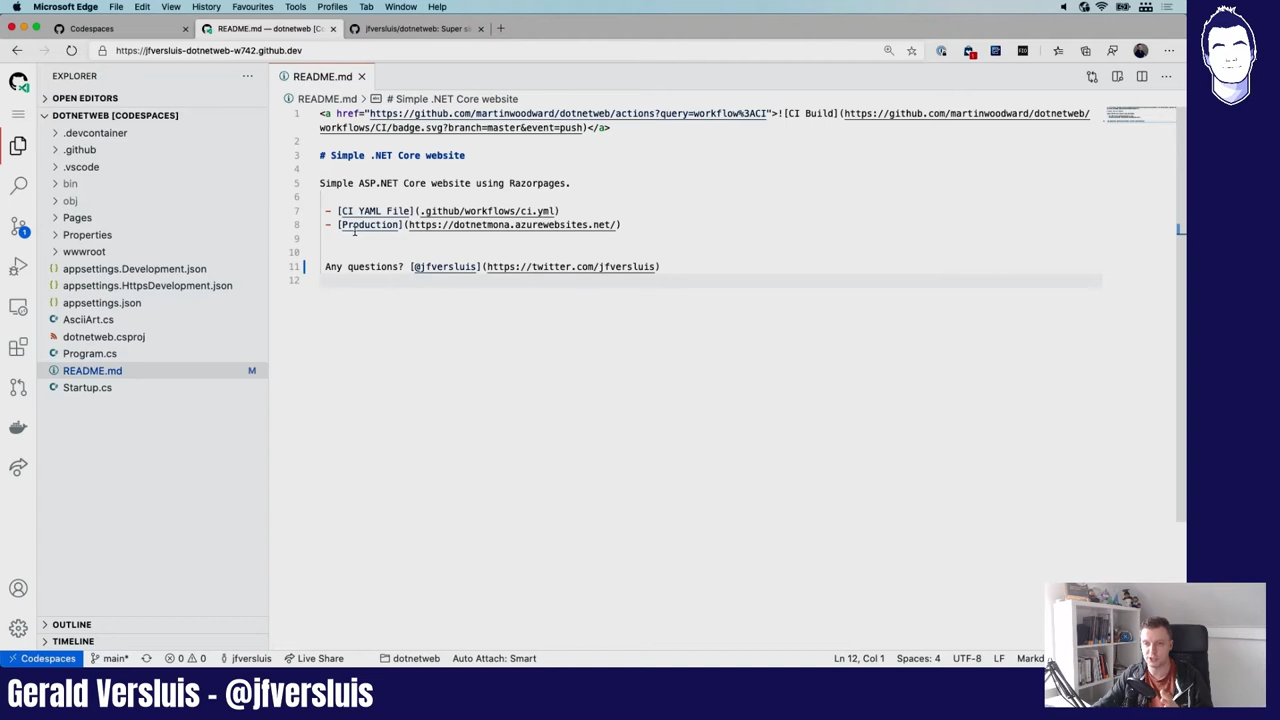 Microsoft Edge File Edit View History Favourites Tools Profiles Tab Window Help
Codespaces
README.md — dotnetweb [Co
jfversluis/dotnetweb: Super si
https://jfversluis-dotnetweb-w742.github.dev
EXPLORER
README.md
OPEN EDITORS
README.md > # Simple .NET Core website
DOTNETWEB [CODESPACES]
.devcontainer
.github
.vscode
bin
obj
Pages
Properties
wwwroot
appsettings.Development.json
appsettings.HttpsDevelopment.json
appsettings.json
AsciiArt.cs
dotnetweb.csproj
Program.cs
README.md M
Startup.cs
OUTLINE
TIMELINE
1 <a href="https://github.com/martinwoodward/dotnetweb/actions?query=workflow%3ACI">![CI Build](https://github.com/martinwoodward/dotnetweb/
workflows/CI/badge.svg?branch=master&event=push)</a>
2
3 # Simple .NET Core website
4
5 Simple ASP.NET Core website using Razorpages.
6
7 - [CI YAML File](.github/workflows/ci.yml)
8 - [Production](https://dotnetmona.azurewebsites.net/)
9
10
11 Any questions? [@jfversluis](https://twitter.com/jfversluis)
12
1
Codespaces main* 0 0 jfversluis Live Share dotnetweb Auto Attach: Smart Ln 12, Col 1 Spaces: 4 UTF-8 LF Markd
Gerald Versluis - @jfversluis